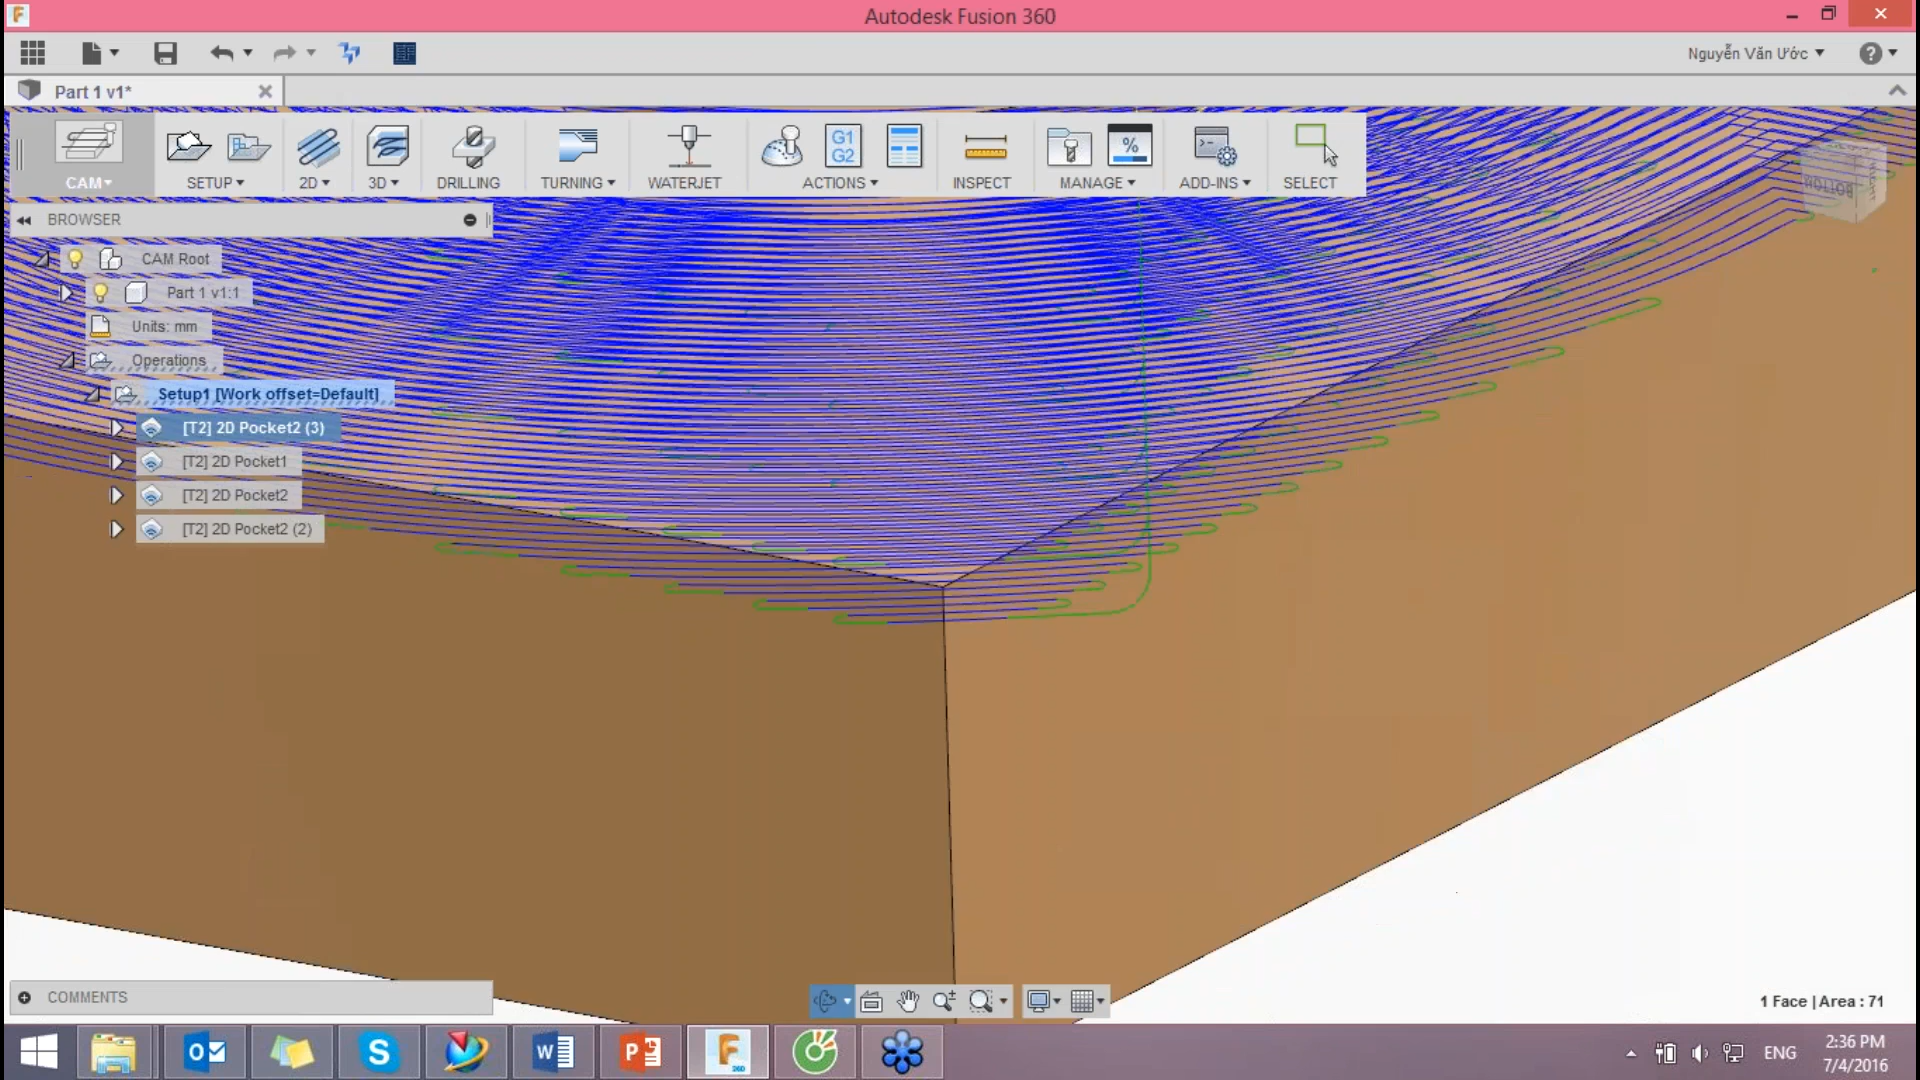 Autodesk Fusion 360
Nguyễn Văn Ước
Part 1 v1*
CAM
SETUP
2D
3D
DRILLING
TURNING
WATERJET
G1
G2
ACTIONS
INSPECT
%
MANAGE
ADD-INS
SELECT
BOTTOM
BROWSER
CAM Root
Part 1 v1:1
Units: mm
Operations
Setup1 [Work offset=Default]
[T2] 2D Pocket2 (3)
[T2] 2D Pocket1
[T2] 2D Pocket2
[T2] 2D Pocket2 (2)
COMMENTS
1 Face | Area : 71
ENG
2:36 PM
7/4/2016